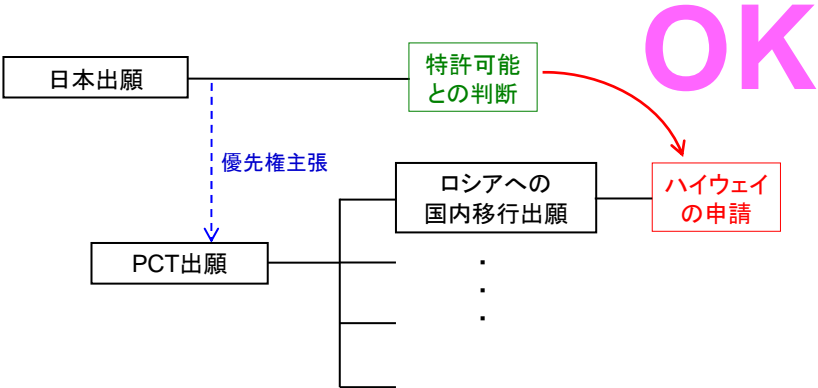 OK
日本出願
特許可能
との判断
優先権主張
ロシアへの
国内移行出願
ハイウェイ
の申請
PCT出願
・
・
・